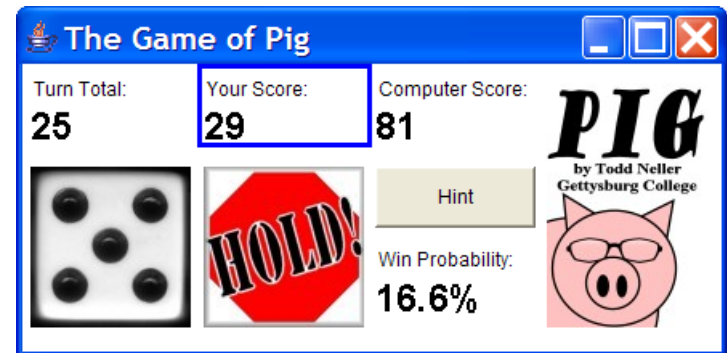 The Game of Pig
Turn Total:
25
Your Score:
29
Computer Score:
81
PIG
by Todd Neller
Gettysburg College
HOLD!
Hint
Win Probability:
16.6%